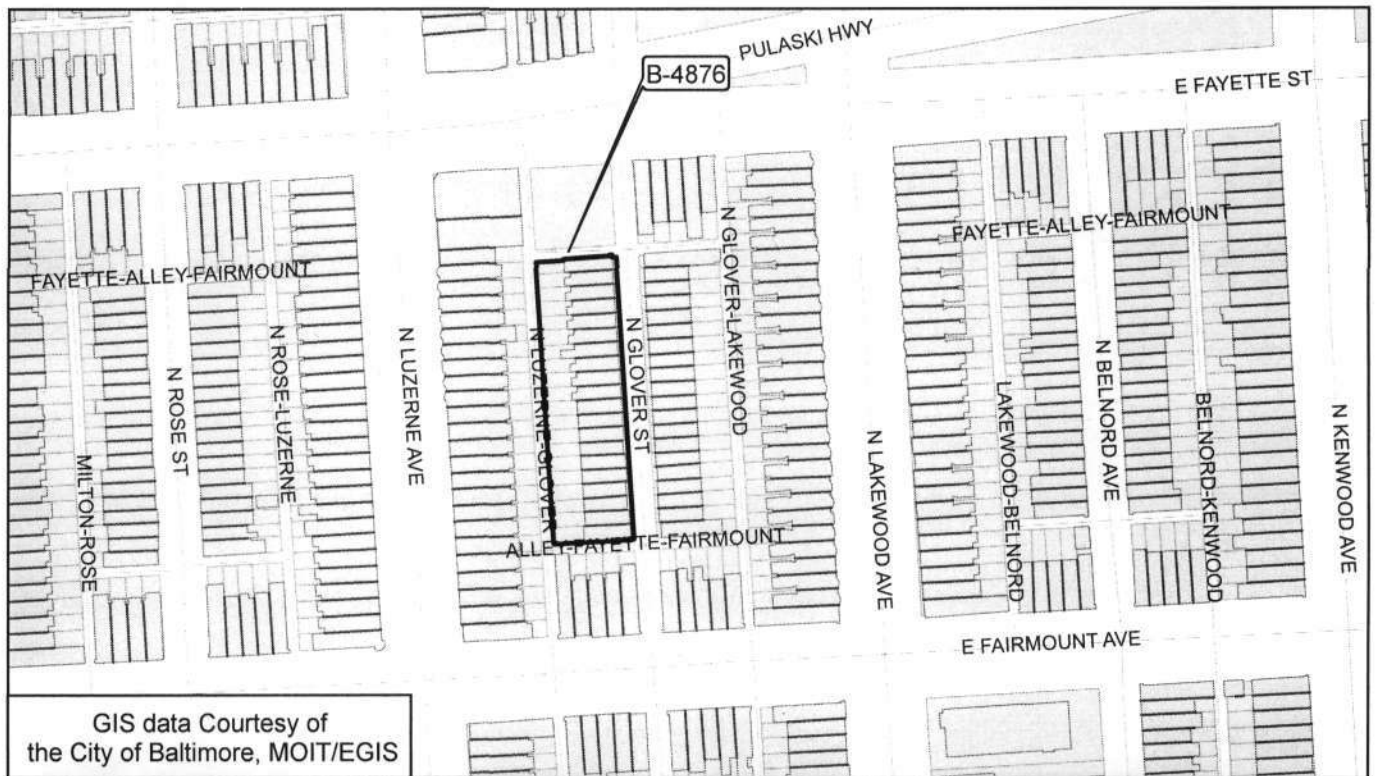 PULASKI HWY
B-4876
E FAYETTE ST
FAYETTE-ALLEY-FAIRMOUNT
FAYETTE-ALLEY-FAIRMOUNT
N GLOVER-LAKEWOOD
N ROSE ST
N ROSE-LUZERNE
N LUZERNE AVE
N LUZERNE-GLOVER
N GLOVER ST
MILTON-ROSE
N LAKEWOOD AVE
LAKEWOOD-BELNORD
N BELNORD AVE
BELNORD-KENWOOD
N KENWOOD AVE
ALLEY-FAYETTE-FAIRMOUNT
E FAIRMOUNT AVE
GIS data Courtesy of
the City of Baltimore, MOIT/EGIS